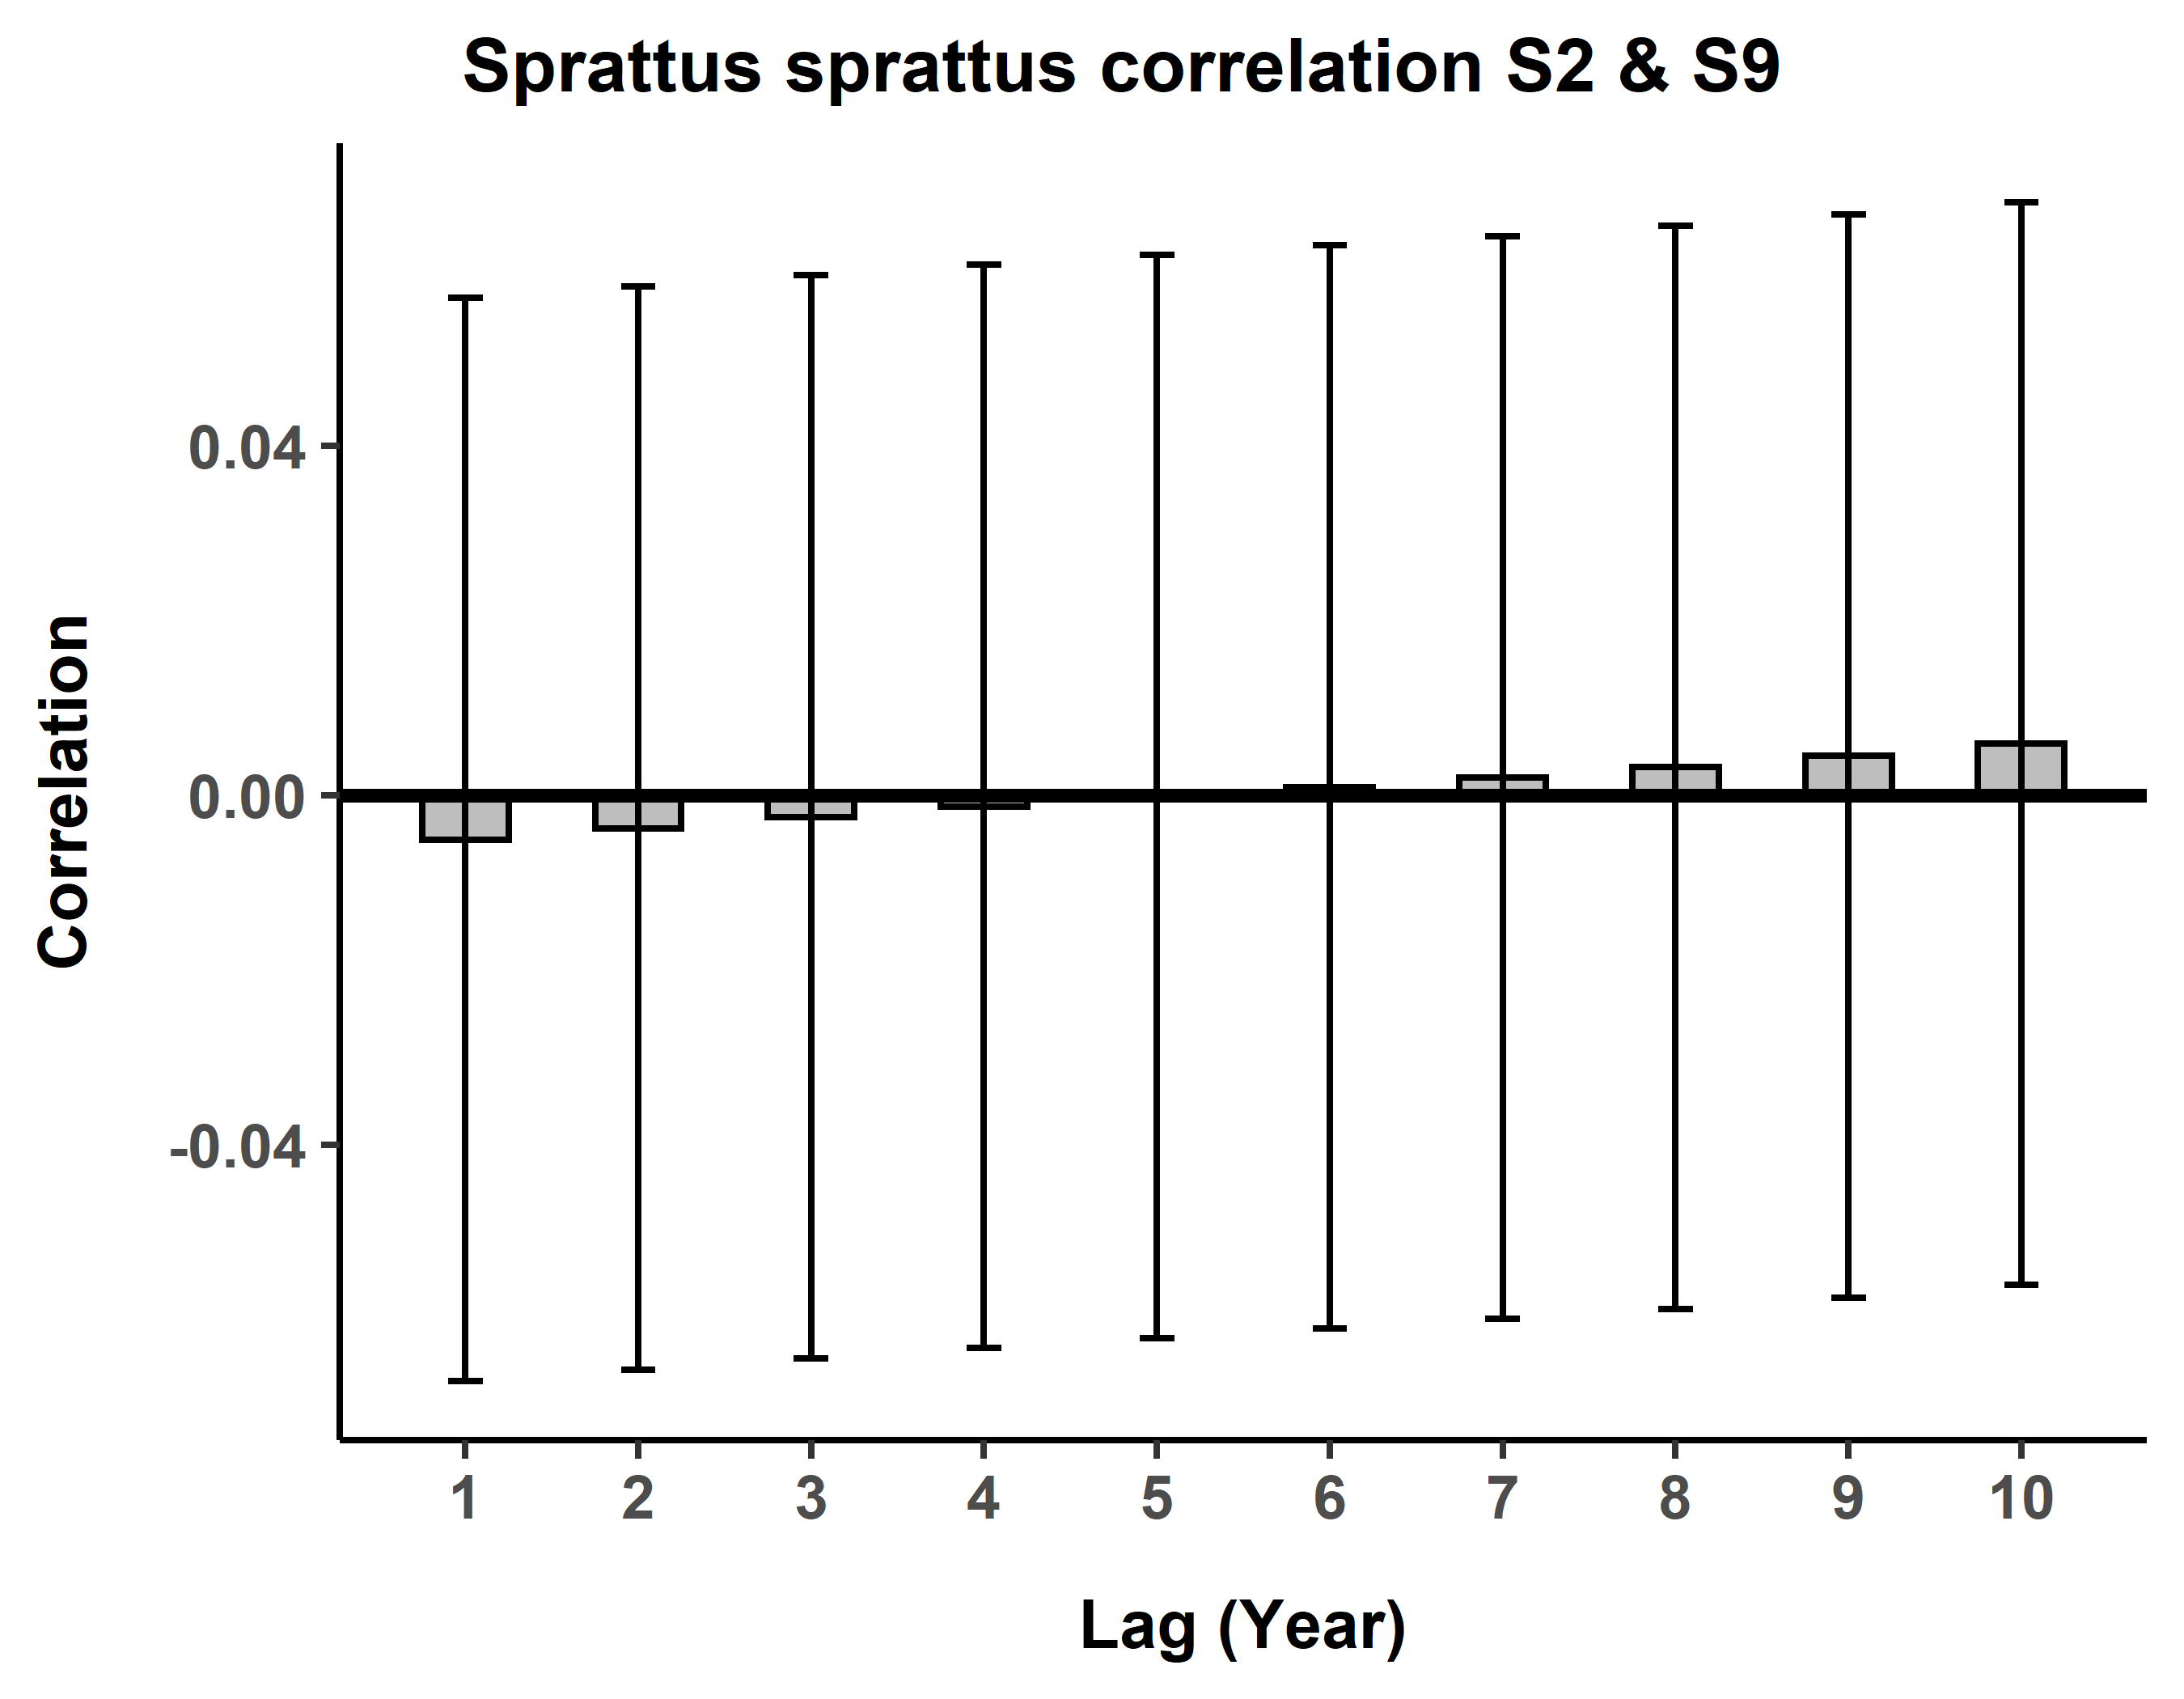 Sprattus sprattus correlation S2 & S9
Correlation
0.04
0.00
-0.04
1 2 3 4 5 6 7 8 9 10
Lag (Year)